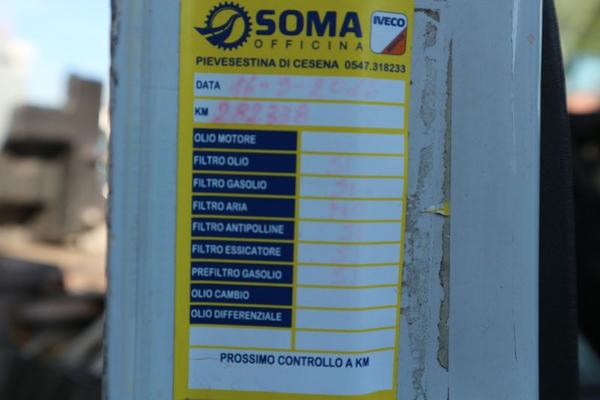 SOMA
OFFICINA
IVECO
PIEVESESTINA DI CESENA 0547.318233
DATA
KM 282338
OLIO MOTORE
FILTRO OLIO
FILTRO GASOLIO
FILTRO ARIA
FILTRO ANTIPOLLINE
FILTRO ESSICATORE
PREFILTRO GASOLIO
OLIO CAMBIO
OLIO DIFFERENZIALE
PROSSIMO CONTROLLO A KM